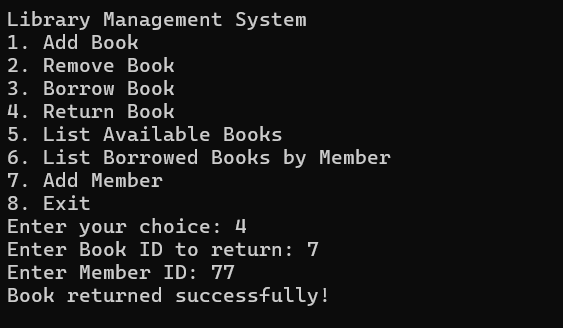 Library Management System
1. Add Book
2. Remove Book
3. Borrow Book
4. Return Book
5. List Available Books
6. List Borrowed Books by Member
7. Add Member
8. Exit
Enter your choice: 4
Enter Book ID to return: 7
Enter Member ID: 77
Book returned successfully!